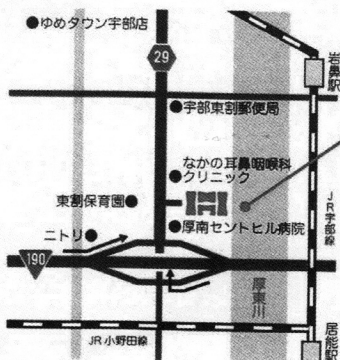 ゆめタウン宇部店
29
岩鼻駅
宇部東割郵便局
なかの耳鼻咽喉科
クリニック
東割保育園
厚南セントヒル病院
ニトリ
190
厚東川
JR宇部線
JR小野田線
居能駅